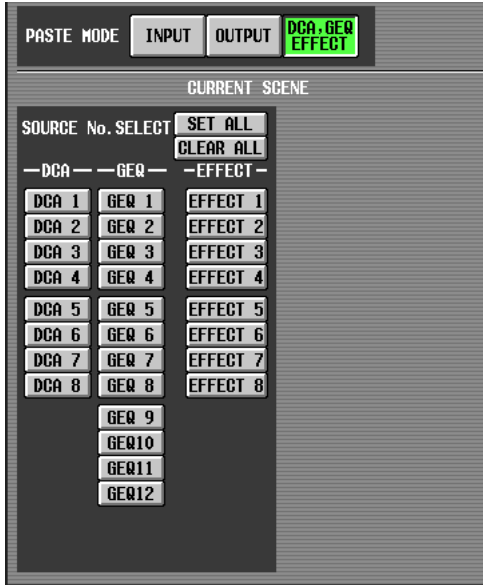 PASTE MODE INPUT OUTPUT DCA,GEQ EFFECT
CURRENT SCENE
SOURCE No.SELECT SET ALL
CLEAR ALL
DCA GEQ EFFECT
DCA 1 GEQ 1 EFFECT 1
DCA 2 GEQ 2 EFFECT 2
DCA 3 GEQ 3 EFFECT 3
DCA 4 GEQ 4 EFFECT 4
DCA 5 GEQ 5 EFFECT 5
DCA 6 GEQ 6 EFFECT 6
DCA 7 GEQ 7 EFFECT 7
DCA 8 GEQ 8 EFFECT 8
GEQ 9
GEQ10
GEQ11
GEQ12